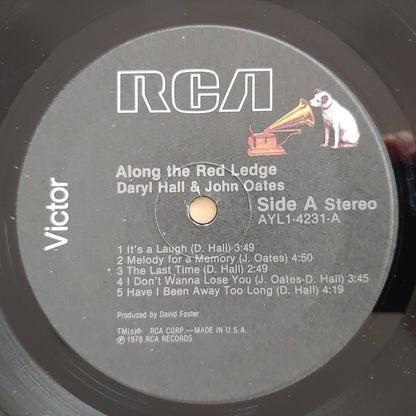 RCA
Victor
Along the Red Ledge
Daryl Hall & John Oates
Side A Stereo
AYL1-4231-A
1 It's a Laugh (D. Hall) 3:49
2 Melody for a Memory (J. Oates) 4:50
3 The Last Time (D. Hall) 2:49
4 I Don't Wanna Lose You (J. Oates-D. Hall) 3:45
5 Have I Been Away Too Long (D. Hall) 4:19
Produced by David Foster
TM(s)® RCA CORP.—MADE IN U.S.A.
Ⓟ 1978 RCA RECORDS